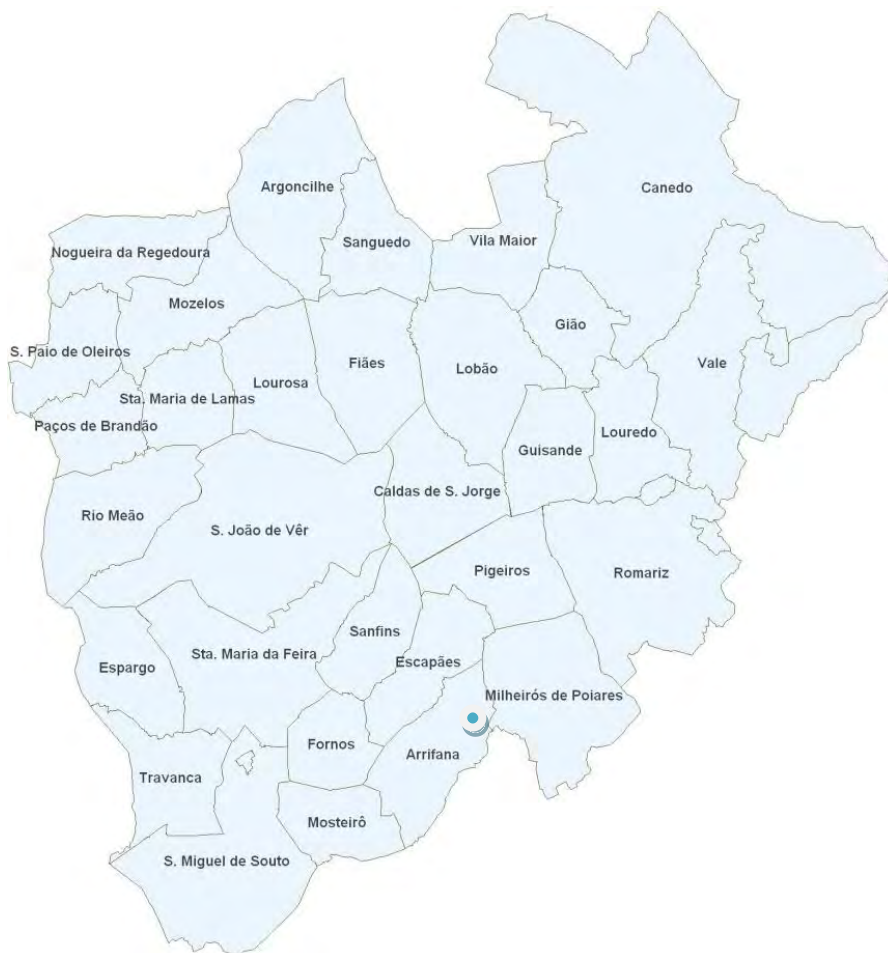 Canedo
Argoncilhe
Sanguedo
Vila Maior
Nogueira da Regedoura
Mozelos
Gião
S. Paio de Oleiros
Fiães
Lobão
Vale
Lourosa
Sta. Maria de Lamas
Paços de Brandão
Louredo
Guisande
Caldas de S. Jorge
Rio Meão
S. João de Vêr
Pigeiros
Romariz
Sanfins
Sta. Maria da Feira
Escapães
Espargo
Milheirós de Poiares
Fornos
Arrifana
Travanca
Mosteirô
S. Miguel de Souto